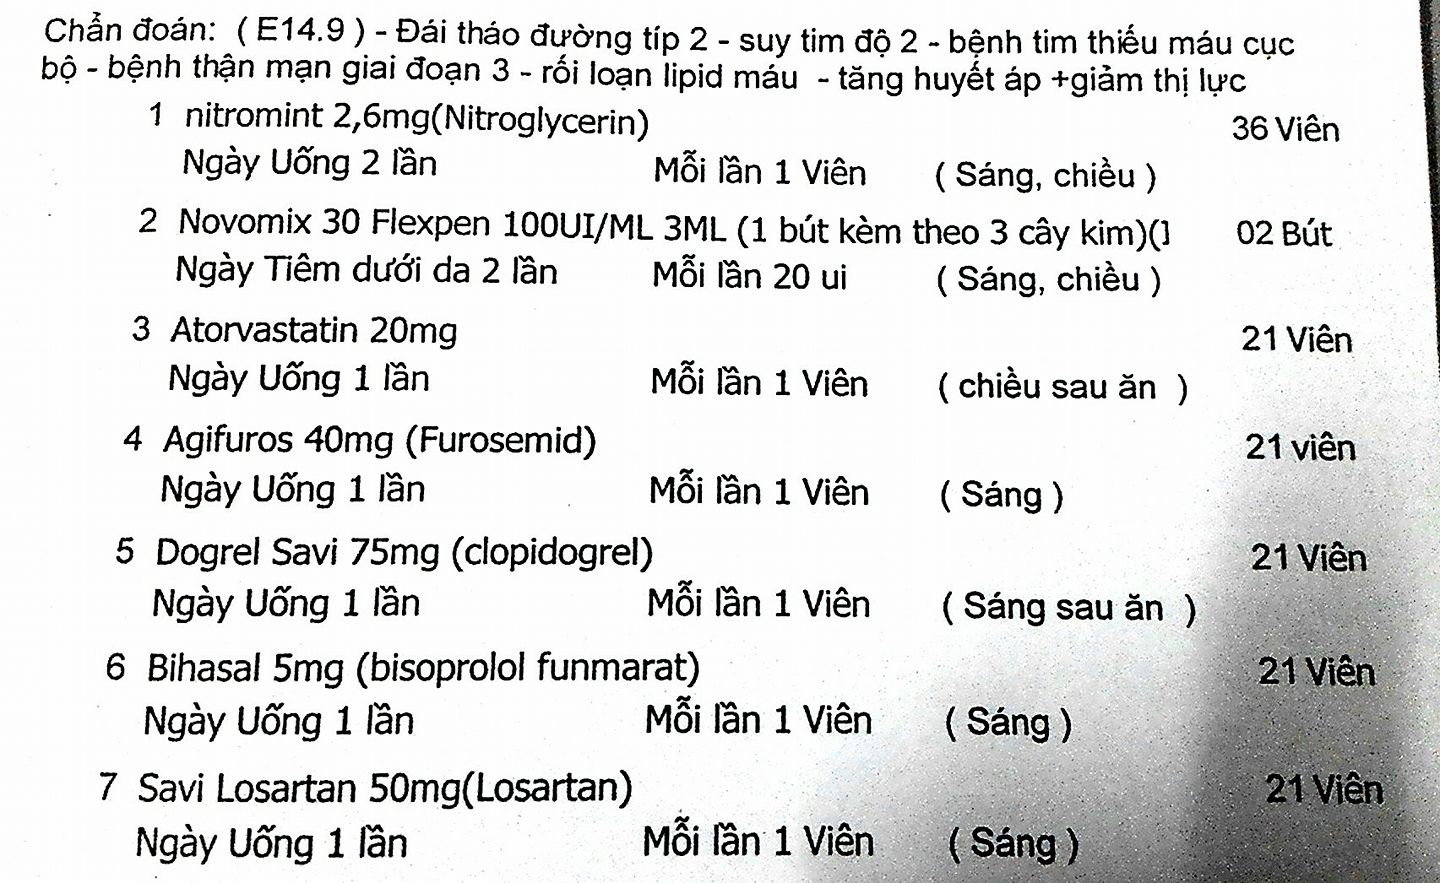 Chẩn đoán: ( E14.9 ) - Đái tháo đường típ 2 - suy tim độ 2 - bệnh tim thiếu máu cục
bộ - bệnh thận mạn giai đoạn 3 - rối loạn lipid máu - tăng huyết áp +giảm thị lực
1 nitromint 2,6mg(Nitroglycerin) 36 Viên
Ngày Uống 2 lần Mỗi lần 1 Viên ( Sáng, chiều )
2 Novomix 30 Flexpen 100UI/ML 3ML (1 bút kèm theo 3 cây kim)( 02 Bút
Ngày Tiêm dưới da 2 lần Mỗi lần 20 ui ( Sáng, chiều )
3 Atorvastatin 20mg 21 Viên
Ngày Uống 1 lần Mỗi lần 1 Viên ( chiều sau ăn )
4 Agifuros 40mg (Furosemid) 21 viên
Ngày Uống 1 lần Mỗi lần 1 Viên ( Sáng )
5 Dogrel Savi 75mg (clopidogrel) 21 Viên
Ngày Uống 1 lần Mỗi lần 1 Viên ( Sáng sau ăn )
6 Bihasal 5mg (bisoprolol funmarat) 21 Viên
Ngày Uống 1 lần Mỗi lần 1 Viên ( Sáng )
7 Savi Losartan 50mg(Losartan) 21 Viên
Ngày Uống 1 lần Mỗi lần 1 Viên ( Sáng )